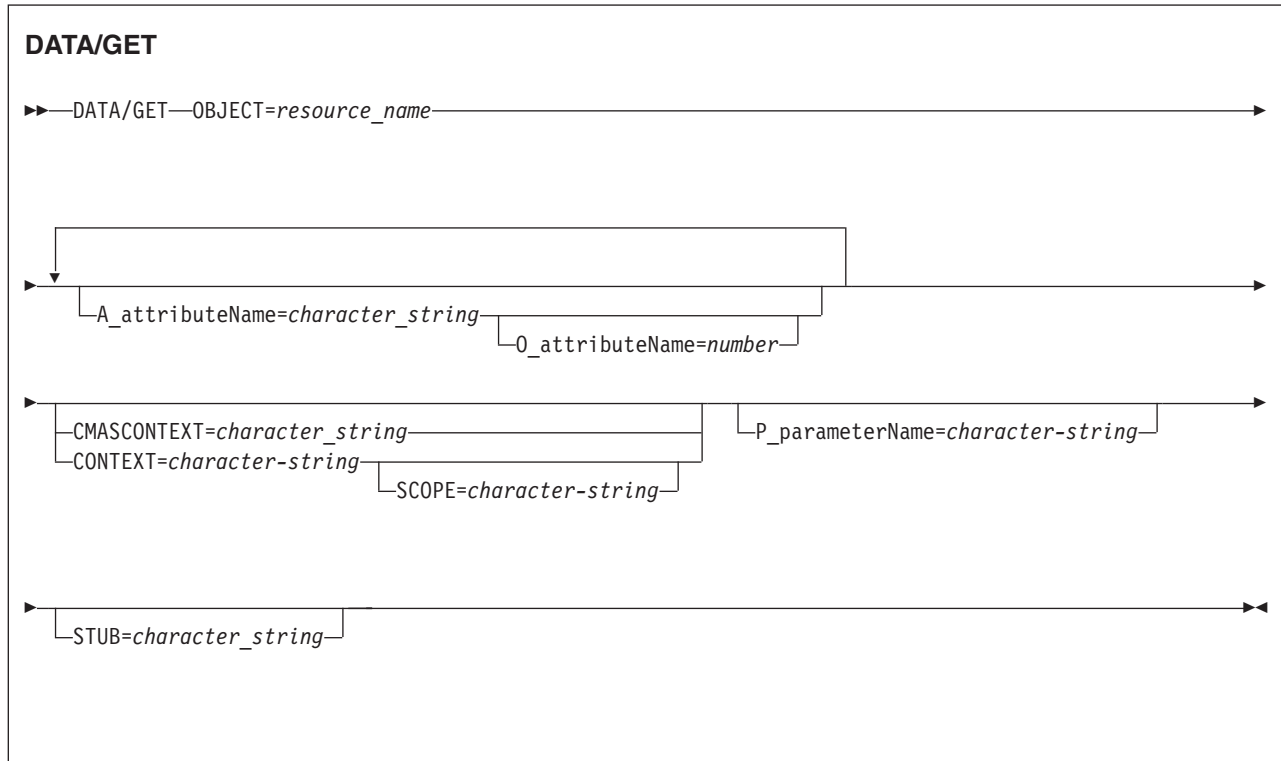 DATA/GET
DATA/GET OBJECT=resource_name
A_attributeName=character_string
O_attributeName=number
CMASCONTEXT=character_string
P_parameterName=character-string
CONTEXT=character-string
SCOPE=character-string
STUB=character_string